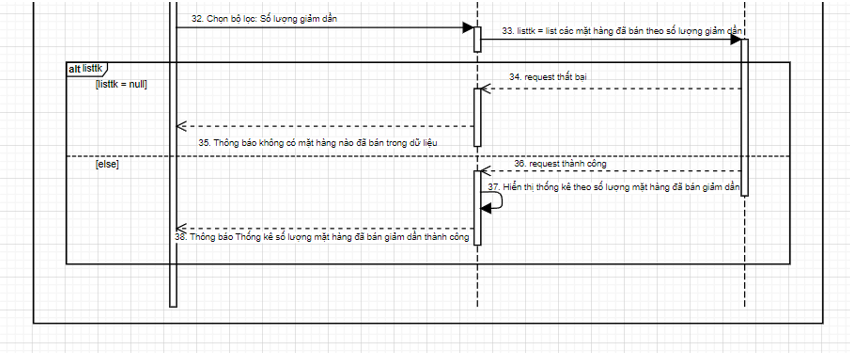 32. Chọn bộ lọc: Số lượng giảm dần
33. listtk = list các mặt hàng đã bán theo số lượng giảm dần
alt listtk
[listtk = null]
34. request thất bại
35. Thông báo không có mặt hàng nào đã bán trong dữ liệu
[else]
36. request thành công
37. Hiển thị thống kê theo số lượng mặt hàng đã bán giảm dần
38. Thông báo Thống kê số lượng mặt hàng đã bán giảm dần thành công